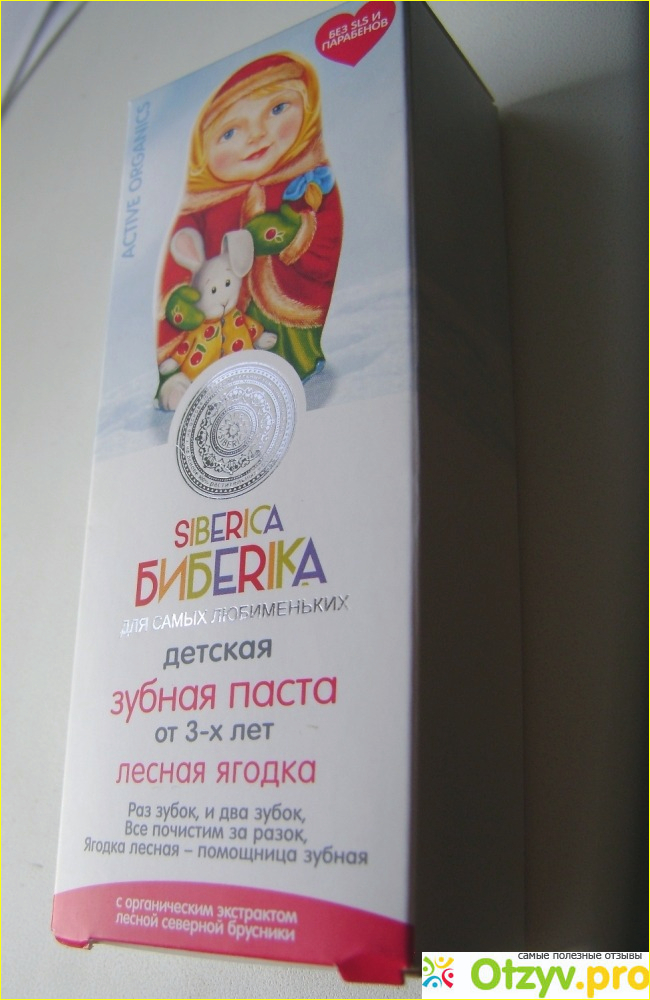 БЕЗ SLS И
ПАРАБЕНОВ
ACTIVE ORGANICS
SIBERICA
БИБЕRIKA
ДЛЯ САМЫХ ЛЮБИМЕНЬКИХ
детская
зубная паста
от 3-х лет
лесная ягодка
Раз зубок, и два зубок,
Все почистим за разок,
Ягодка лесная – помощница зубная
с органическим экстрактом
лесной северной брусники
самые полезные отзывы
Otzyv.pro